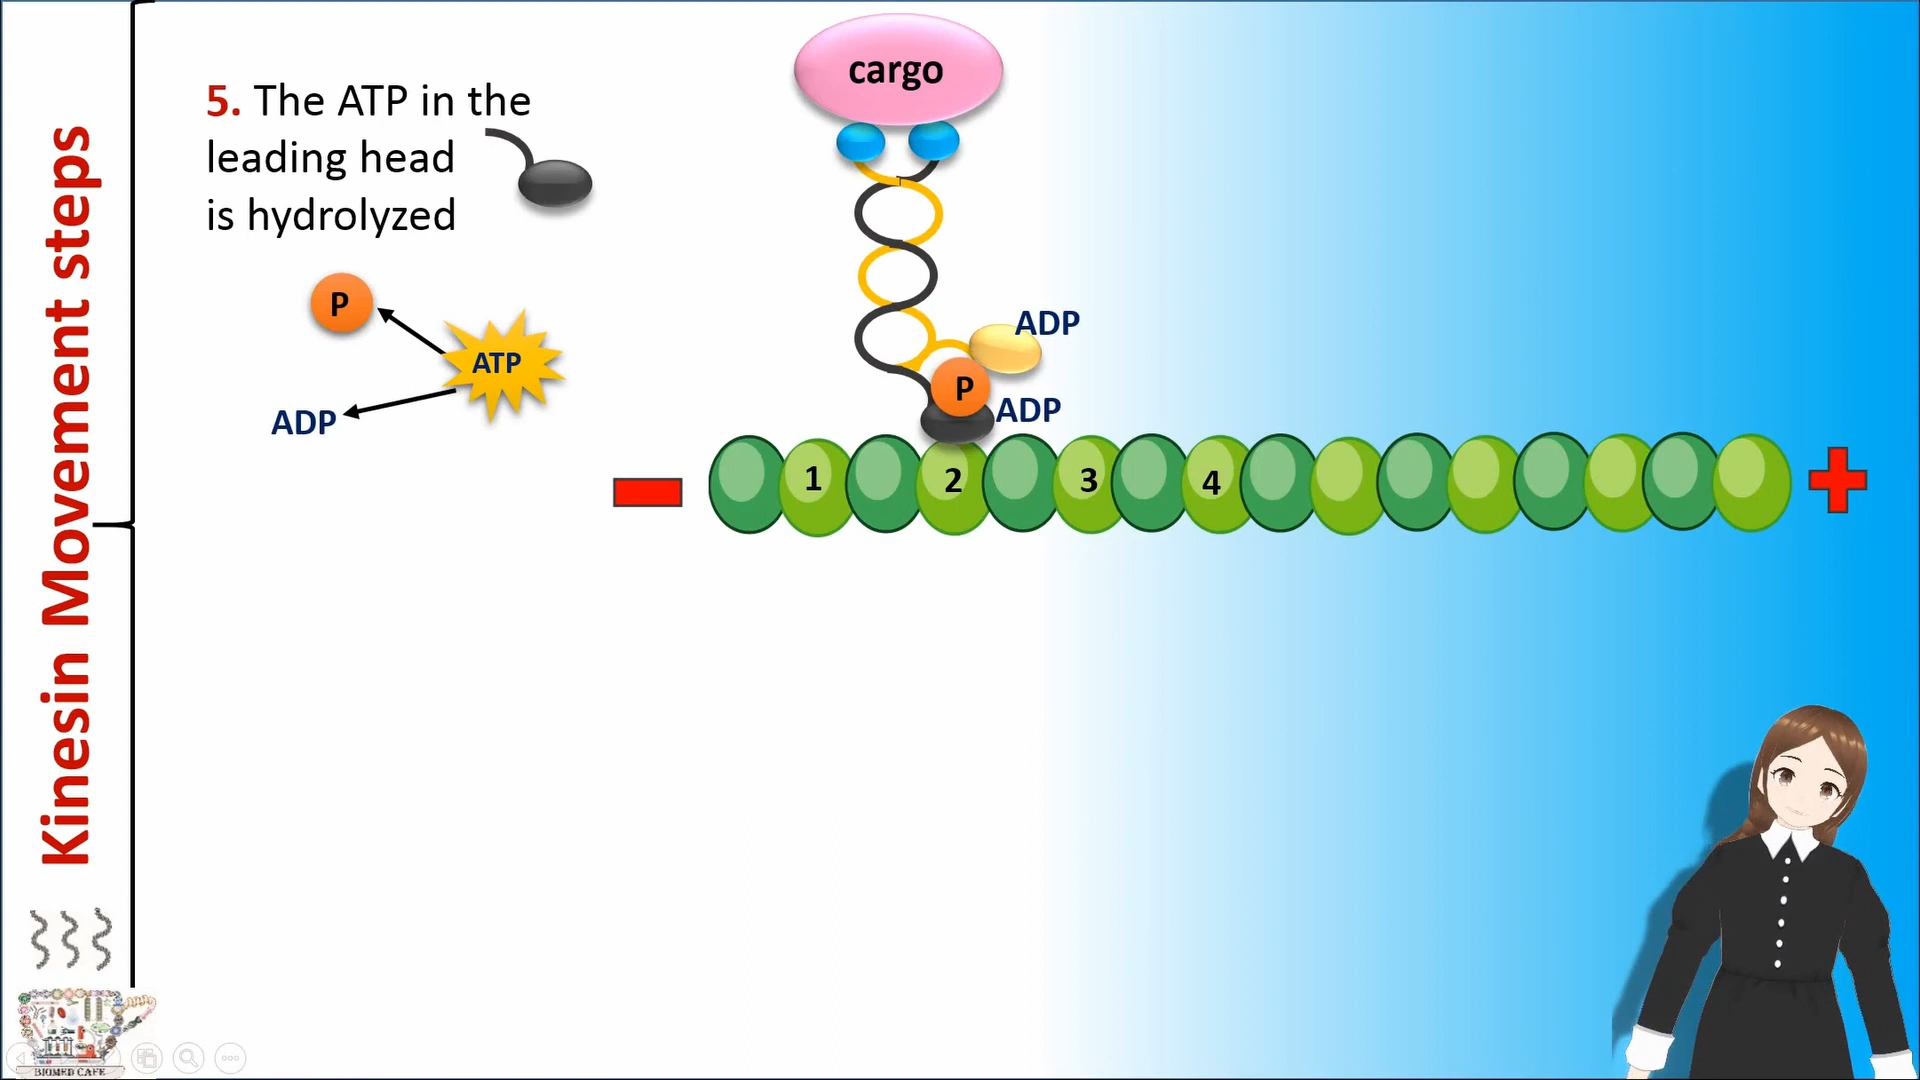 Kinesin Movement steps
5. The ATP in the
leading head
is hydrolyzed
P
ATP
ADP
cargo
ADP
P
ADP
1 2 3 4
BIOMED CAFE